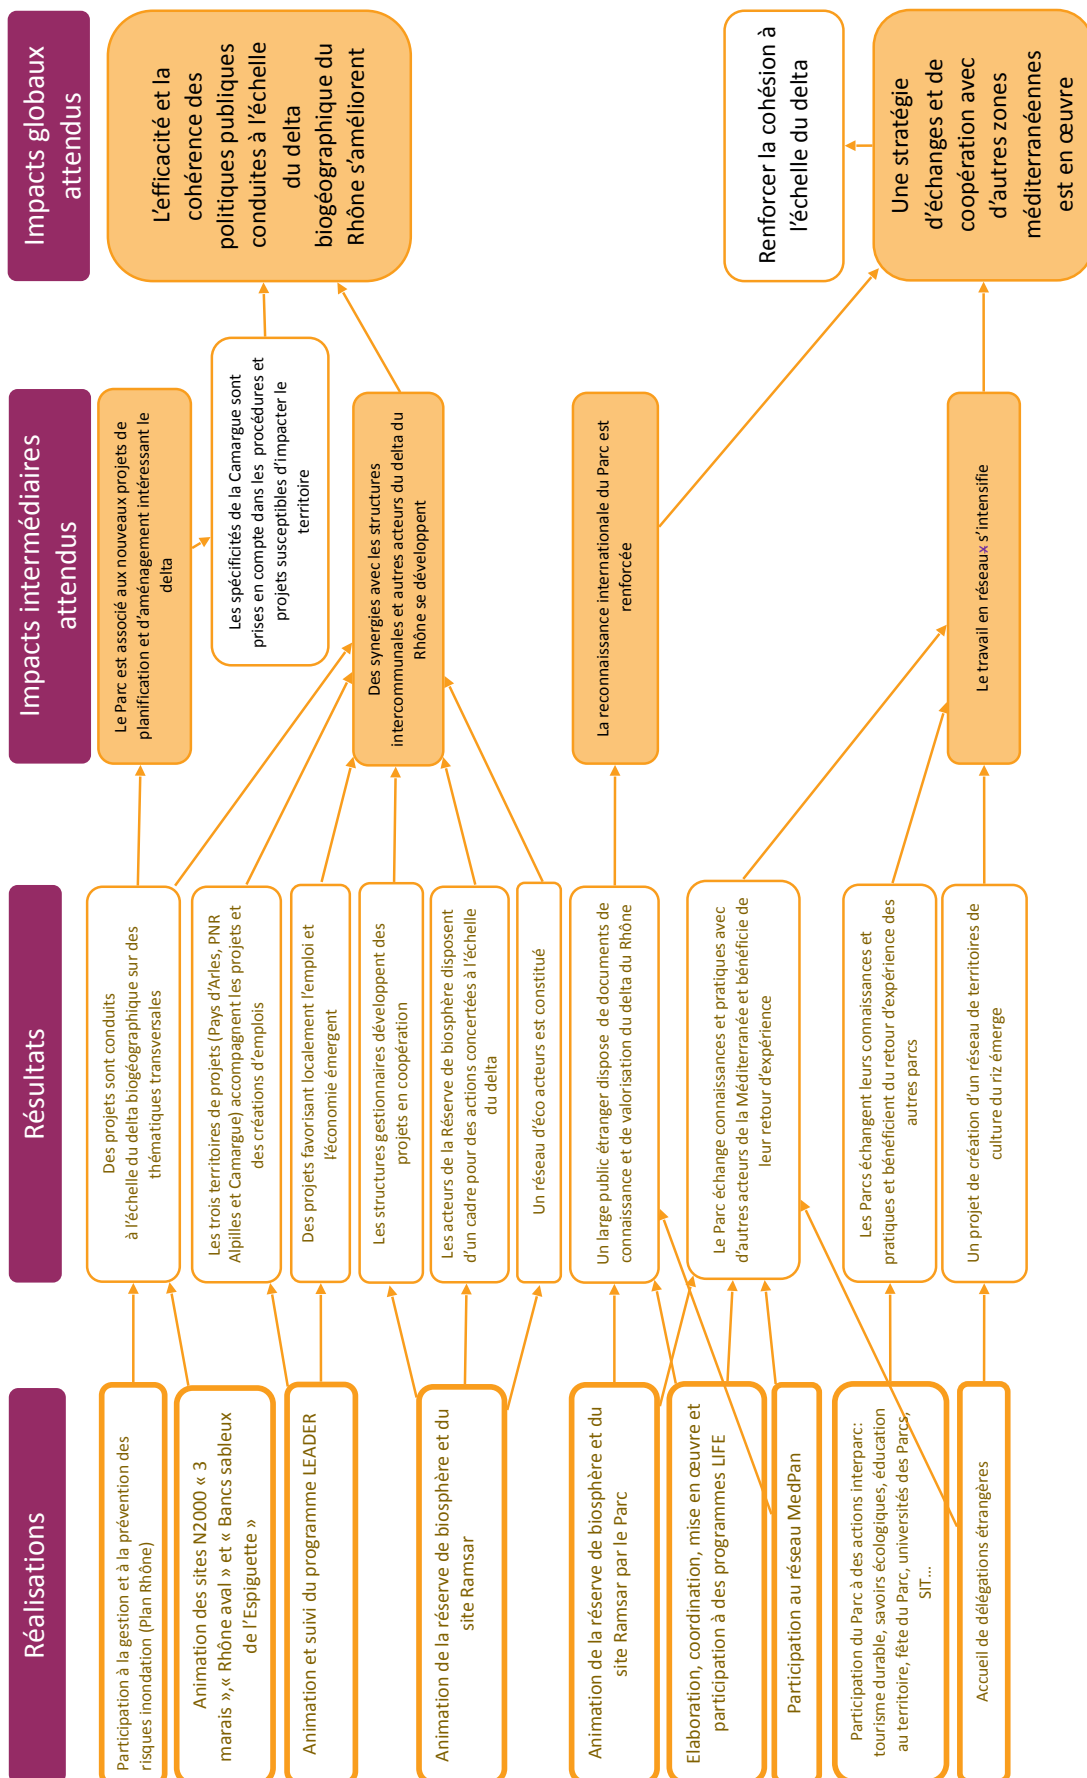 Réalisations
Participation à la gestion et à la prévention des
risques inondation (Plan Rhône)
Animation des sites N2000 « 3
marais »,« Rhône aval » et « Bancs sableux
de l’Espiguette »
Animation et suivi du programme LEADER
Animation de la réserve de biosphère et du
site Ramsar
Animation de la réserve de biosphère et du
site Ramsar par le Parc
Elaboration, coordination, mise en œuvre et
participation à des programmes LIFE
Participation au réseau MedPan
Participation du Parc à des actions interparc:
tourisme durable, savoirs écologiques, éducation
au territoire, fête du Parc, universités des Parcs,
SIT…
Accueil de délégations étrangères
Résultats
Des projets sont conduits
à l’échelle du delta biogéographique sur des
thématiques transversales
Les trois territoires de projets (Pays d’Arles, PNR
Alpilles et Camargue) accompagnent les projets et
des créations d’emplois
Des projets favorisant localement l’emploi et
l’économie émergent
Les structures gestionnaires développent des
projets en coopération
Les acteurs de la Réserve de biosphère disposent
d’un cadre pour des actions concertées à l’échelle
du delta
Un réseau d’éco acteurs est constitué
Un large public étranger dispose de documents de
connaissance et de valorisation du delta du Rhône
Le Parc échange connaissances et pratiques avec
d’autres acteurs de la Méditerranée et bénéficie de
leur retour d’expérience
Les Parcs échangent leurs connaissances et
pratiques et bénéficient du retour d’expérience des
autres parcs
Un projet de création d’un réseau de territoires de
culture du riz émerge
Impacts intermédiaires
attendus
Le Parc est associé aux nouveaux projets de
planification et d’aménagement intéressant le
delta
Les spécificités de la Camargue sont
prises en compte dans les procédures et
projets susceptibles d’impacter le
territoire
Des synergies avec les structures
intercommunales et autres acteurs du delta du
Rhône se développent
La reconnaissance internationale du Parc est
renforcée
Le travail en réseaux s’intensifie
Impacts globaux
attendus
L’efficacité et la
cohérence des
politiques publiques
conduites à l’échelle
du delta
biogéographique du
Rhône s’améliorent
Renforcer la cohésion à
l’échelle du delta
Une stratégie
d’échanges et de
coopération avec
d’autres zones
méditerranéennes
est en œuvre